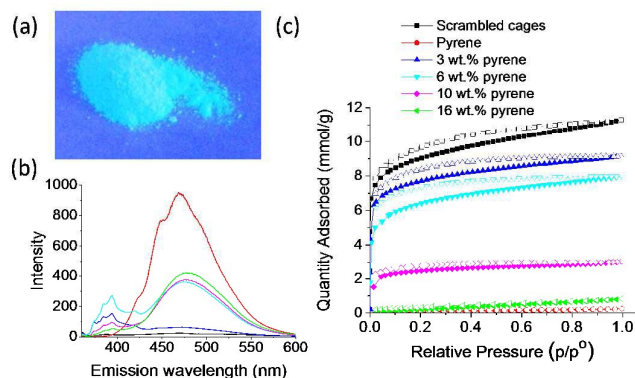 (a)
(b)
1000
800
600
400
200
0
Intensity
400
450
500
550
600
Emission wavelength (nm)
(c)
Scrambled cages
Pyrene
3 wt.% pyrene
6 wt.% pyrene
10 wt.% pyrene
16 wt.% pyrene
12
10
8
6
4
2
0
Quantity Adsorbed (mmol/g)
0.0
0.2
0.4
0.6
0.8
1.0
Relative Pressure (p/pº)